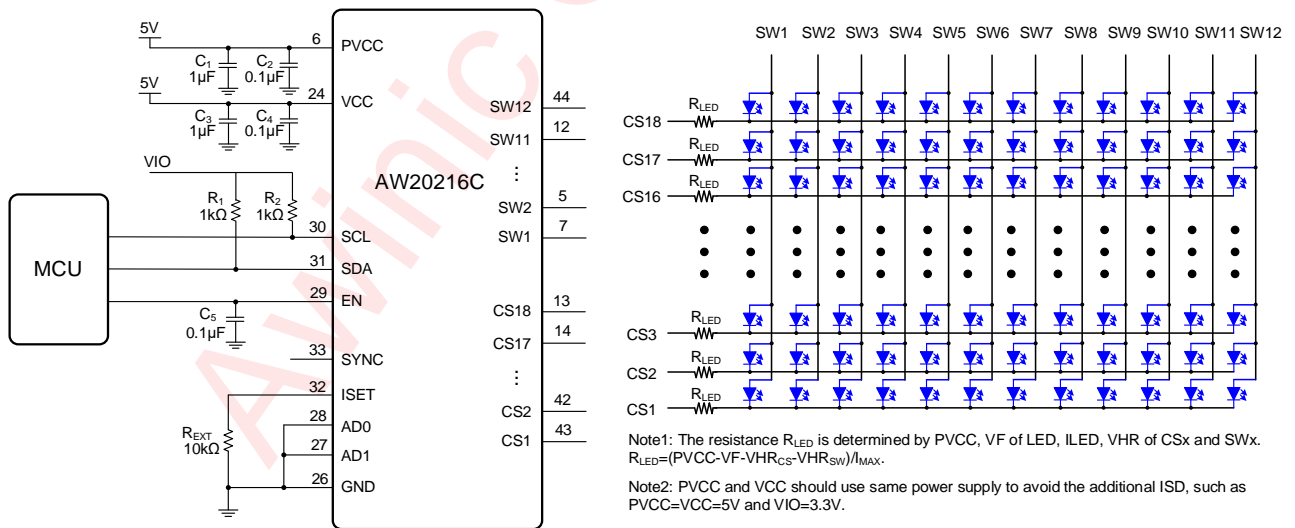 5V
C1
1µF
C2
0.1µF
5V
C3
1µF
C4
0.1µF
VIO
R1
1kΩ
R2
1kΩ
MCU
C5
0.1µF
REXT
10kΩ
6 PVCC
24 VCC
30 SCL
31 SDA
29 EN
33 SYNC
32 ISET
28 AD0
27 AD1
26 GND
AW20216C
SW12 44
SW11 12
SW2 5
SW1 7
CS18 13
CS17 14
CS2 42
CS1 43
Awinic
SW1 SW2 SW3 SW4 SW5 SW6 SW7 SW8 SW9 SW10 SW11 SW12
CS18 RLED
CS17 RLED
CS16 RLED
CS3 RLED
CS2 RLED
CS1 RLED
Note1: The resistance RLED is determined by PVCC, VF of LED, ILED, VHR of CSx and SWx.
RLED=(PVCC-VF-VHRCS-VHRSW)/IMAX.
Note2: PVCC and VCC should use same power supply to avoid the additional ISD, such as
PVCC=VCC=5V and VIO=3.3V.